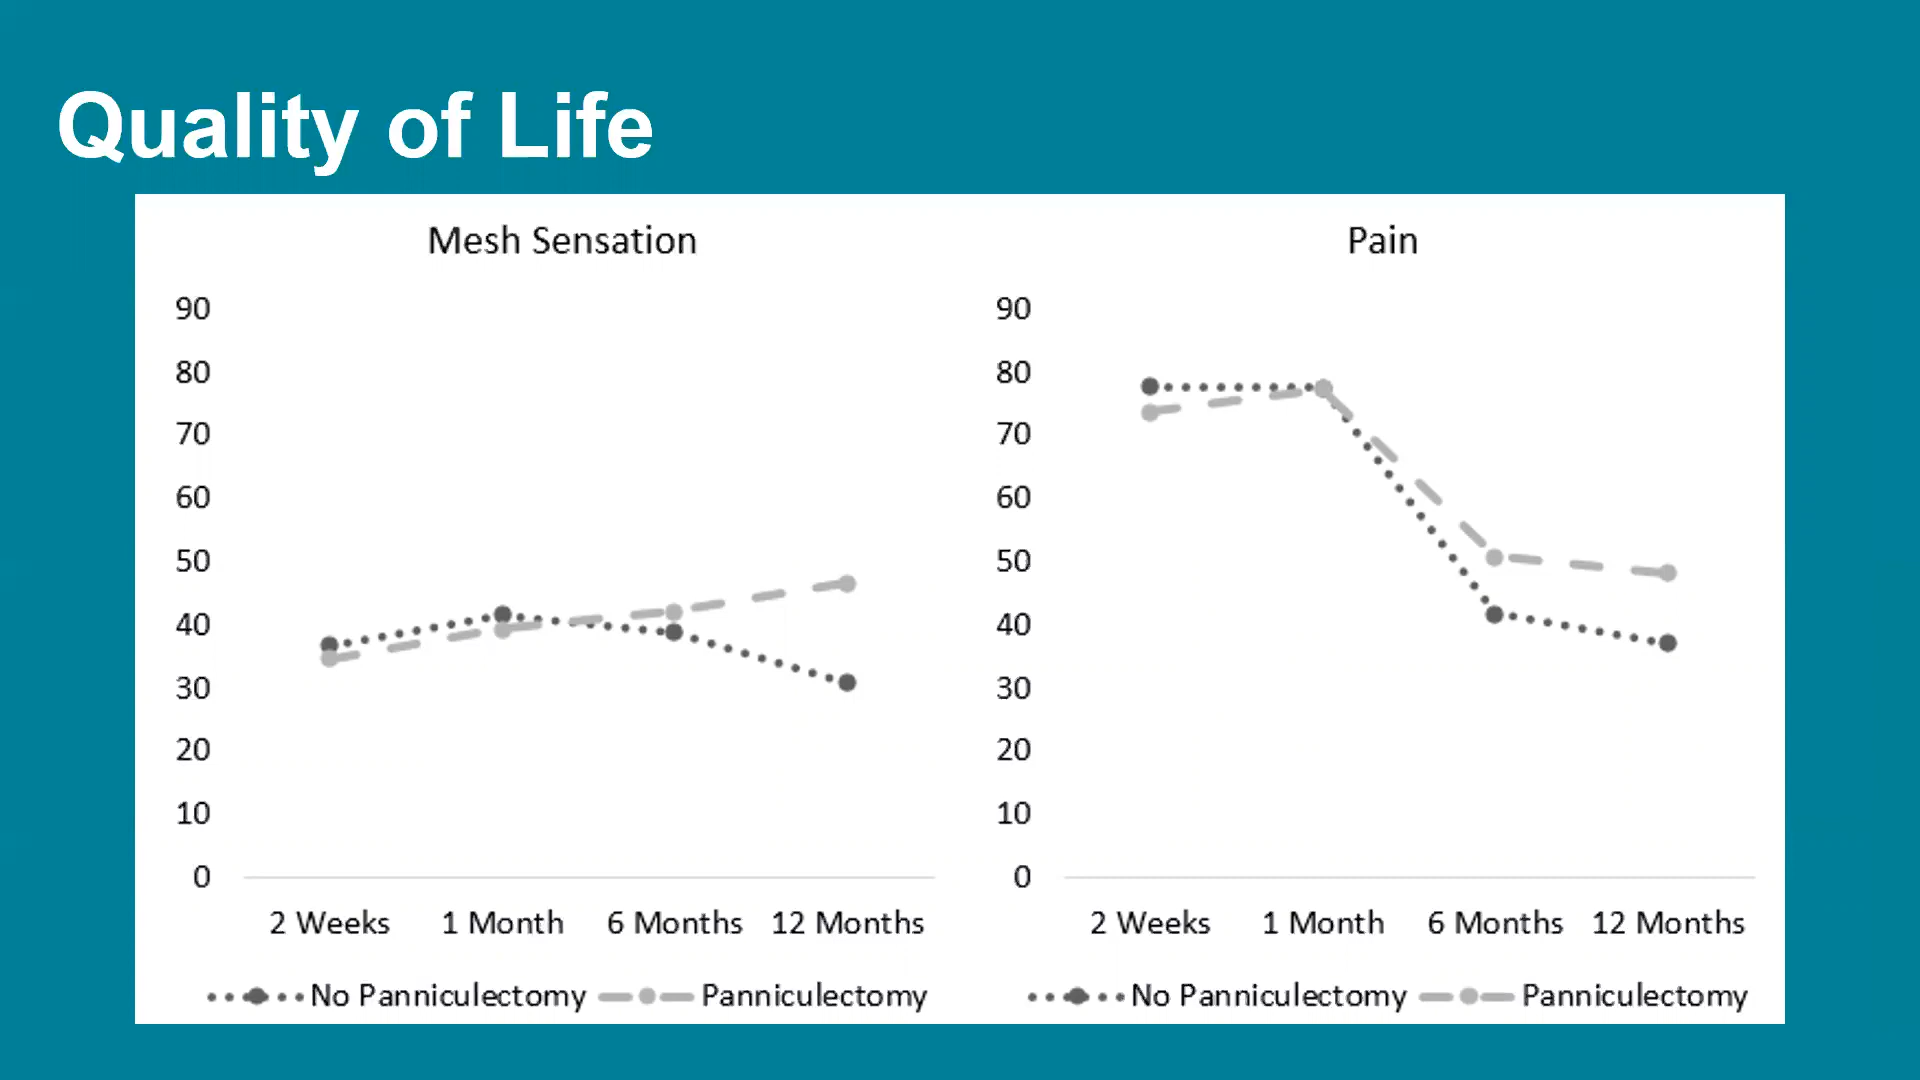 Quality of Life
Mesh Sensation
90
80
70
60
50
40
30
20
10
0
2 Weeks 1 Month 6 Months 12 Months
No Panniculectomy Panniculectomy
Pain
90
80
70
60
50
40
30
20
10
0
2 Weeks 1 Month 6 Months 12 Months
No Panniculectomy Panniculectomy